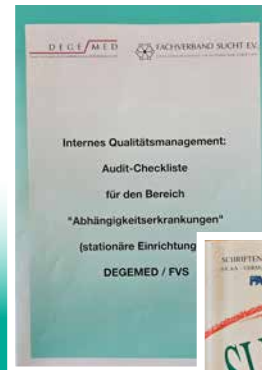 DEGEMED
FACHVERBAND SUCHT E.V.
Internes Qualitätsmanagement:
Audit-Checkliste
für den Bereich
"Abhängigkeitserkrankungen"
(stationäre Einrichtung
DEGEMED / FVS
SCHRIFTEN